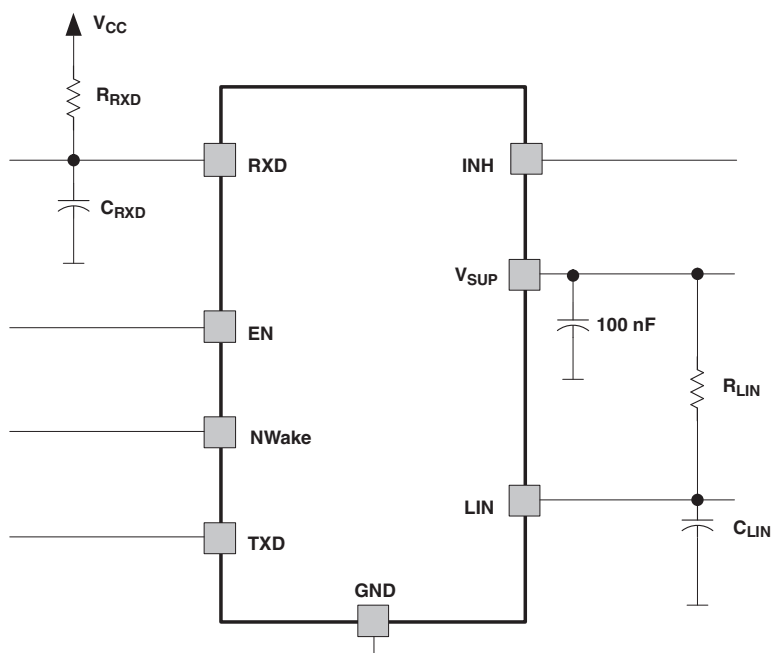 VCC
RRXD
RXD
CRXD
INH
VSUP
100 nF
EN
RLIN
NWake
LIN
CLIN
TXD
GND